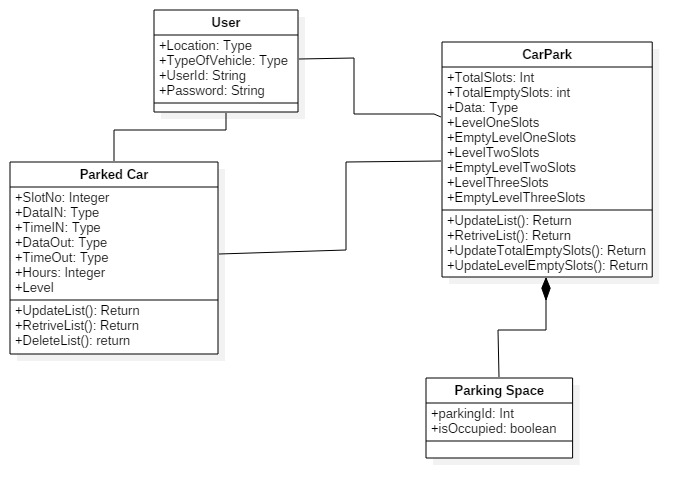 User
+Location: Type
+TypeOfVehicle: Type
+UserId: String
+Password: String
CarPark
+TotalSlots: Int
+TotalEmptySlots: int
+Data: Type
+LevelOneSlots
+EmptyLevelOneSlots
+LevelTwoSlots
+EmptyLevelTwoSlots
+LevelThreeSlots
+EmptyLevelThreeSlots
+UpdateList(): Return
+RetriveList(): Return
+UpdateTotalEmptySlots(): Return
+UpdateLevelEmptySlots(): Return
Parked Car
+SlotNo: Integer
+DataIN: Type
+TimeIN: Type
+DataOut: Type
+TimeOut: Type
+Hours: Integer
+Level
+UpdateList(): Return
+RetriveList(): Return
+DeleteList(): return
Parking Space
+parkingId: Int
+isOccupied: boolean